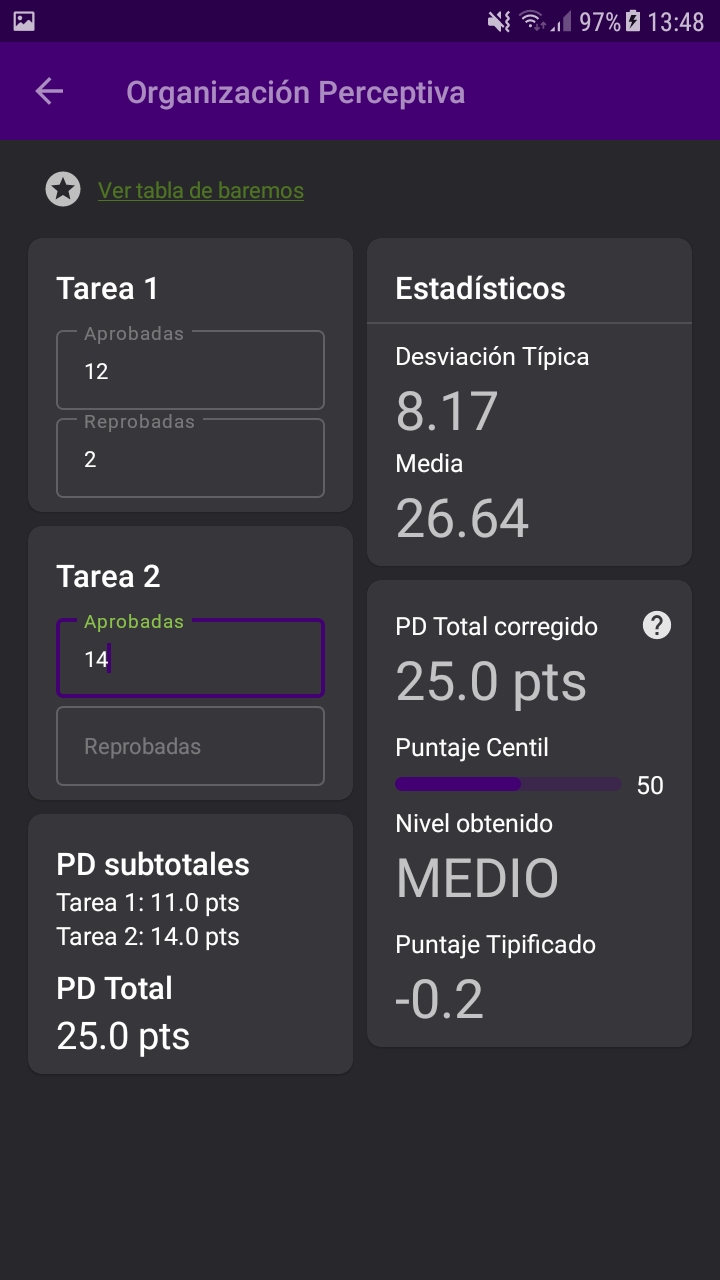 97% 13:48
Organización Perceptiva
Ver tabla de baremos
Tarea 1
Aprobadas
12
Reprobadas
2
Tarea 2
Aprobadas
14
Reprobadas
PD subtotales
Tarea 1: 11.0 pts
Tarea 2: 14.0 pts
PD Total
25.0 pts
Estadísticos
Desviación Típica
8.17
Media
26.64
PD Total corregido
25.0 pts
Puntaje Centil
50
Nivel obtenido
MEDIO
Puntaje Tipificado
-0.2